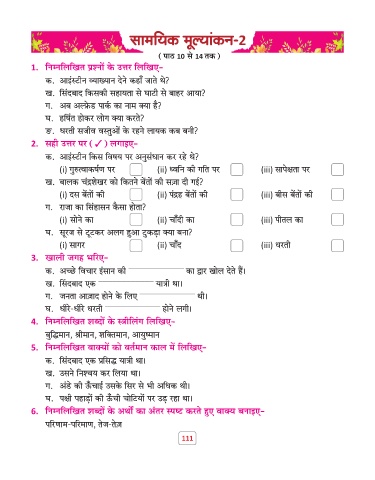 सामयिक मूल्यांकन-2
( पाठ 10 से 14 तक )
1. निम्नलिखित प्रश्नों के उत्तर लिखिए-
क. आइंस्टीन व्याख्यान देने कहाँ जाते थे?
ख. सिंदबाद किसकी सहायता से घाटी से बाहर आया?
ग. अब अल्फ्रेड पार्क का नाम क्या है?
घ. हर्षित होकर लोग क्या करते?
ङ. धरती सजीव वस्तुओं के रहने लायक कब बनी?
2. सही उत्तर पर ( ✓ ) लगाइए-
क. आइंस्टीन किस विषय पर अनुसंधान कर रहे थे?
(i) गुरुत्वाकर्षण पर (ii) ध्वनि की गति पर (iii) सापेक्षता पर
ख. बालक चंद्रशेखर को कितने बेंतों की सज़ा दी गई?
(i) दस बेंतों की (ii) पंद्रह बेंतों की (iii) बीस बेंतों की
ग. राजा का सिंहासन कैसा होता?
(i) सोने का (ii) चाँदी का (iii) पीतल का
घ. सूरज से टूटकर अलग हुआ टुकड़ा क्या बना?
(i) सागर (ii) चाँद (iii) धरती
3. खाली जगह भरिए-
क. अच्छे विचार इंसान की ____________ का द्वार खोल देते हैं।
ख. सिंदबाद एक ____________ यात्री था।
ग. जनता आज़ाद होने के लिए ____________ थी।
घ. धीरे-धीरे धरती ____________ होने लगी।
4. निम्नलिखित शब्दों के स्त्रीलिंग लिखिए-
बुद्धिमान, श्रीमान, शक्तिमान, आयुष्मान
5. निम्नलिखित वाक्यों को वर्तमान काल में लिखिए-
क. सिंदबाद एक प्रसिद्ध यात्री था।
ख. उसने निश्चय कर लिया था।
ग. अंडे की ऊँचाई उसके सिर से भी अधिक थी।
घ. पक्षी पहाड़ों की ऊँची चोटियों पर उड़ रहा था।
6. निम्नलिखित शब्दों के अर्थों का अंतर स्पष्ट करते हुए वाक्य बनाइए-
परिणाम-परिमाण, तेज-तेज़
111